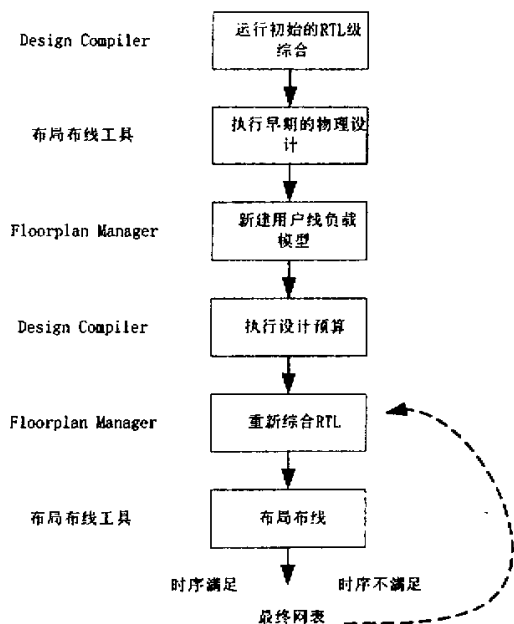 Design Compiler
运行初始的RTL级
综合
布局布线工具
执行早期的物理设
计
Floorplan Manager
新建用户线负载
模型
Design Compiler
执行设计预算
Floorplan Manager
重新综合RTL
布局布线工具
布局布线
时序满足
时序不满足
最终网表